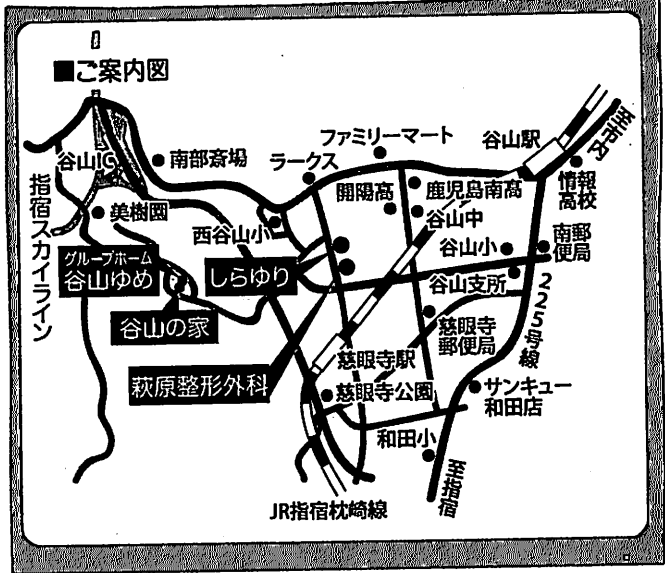 ■ご案内図
ファミリーマート
谷山駅
至市内
谷山IC
南部斎場
ラークス
情報
高校
指宿スカイライン
美樹園
開陽高
鹿児島南高
谷山中
西谷山小
谷山小
南郵
便局
グループホーム
谷山ゆめ
しらゆり
谷山支所
225号線
谷山の家
慈眼寺
郵便局
萩原整形外科
慈眼寺駅
慈眼寺公園
サンキュー
和田店
和田小
至指宿
JR指宿枕崎線